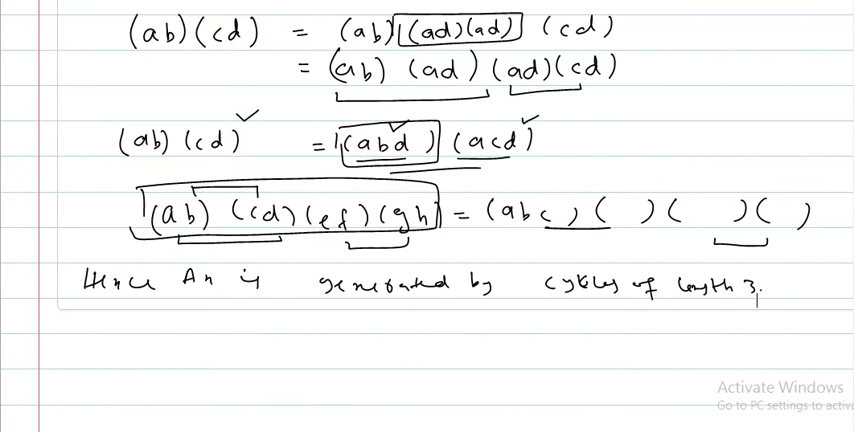 (ab)(cd) = (ab)(ad)(ad)(cd)
= (ab) (ad) (ad)(cd)
(ab)(cd) = (abd)(acd)
(ab)(cd)(ef)(gh) = (abc )( )( )( )
Hence An is generated by cycles of length 3.
Activate Windows
Go to PC settings to activa